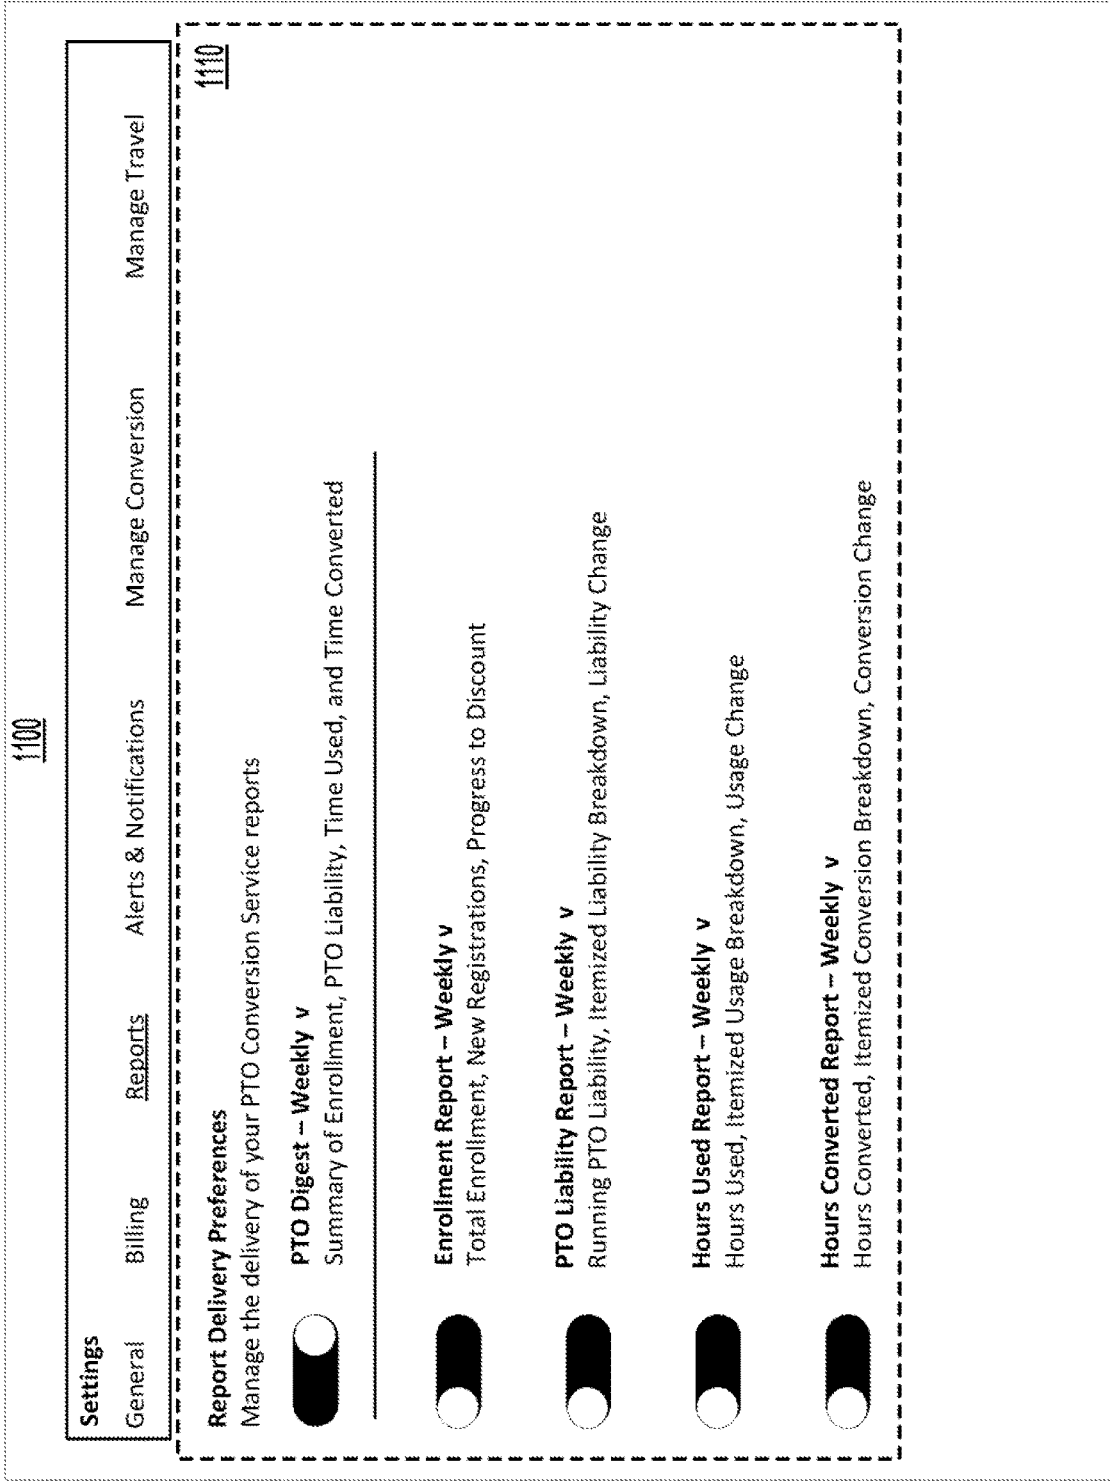 1100
Settings
General Billing Reports Alerts & Notifications Manage Conversion Manage Travel
1110
Report Delivery Preferences
Manage the delivery of your PTO Conversion Service reports
PTO Digest – Weekly v
Summary of Enrollment, PTO Liability, Time Used, and Time Converted
Enrollment Report – Weekly v
Total Enrollment, New Registrations, Progress to Discount
PTO Liability Report – Weekly v
Running PTO Liability, Itemized Liability Breakdown, Liability Change
Hours Used Report – Weekly v
Hours Used, Itemized Usage Breakdown, Usage Change
Hours Converted Report – Weekly v
Hours Converted, Itemized Conversion Breakdown, Conversion Change